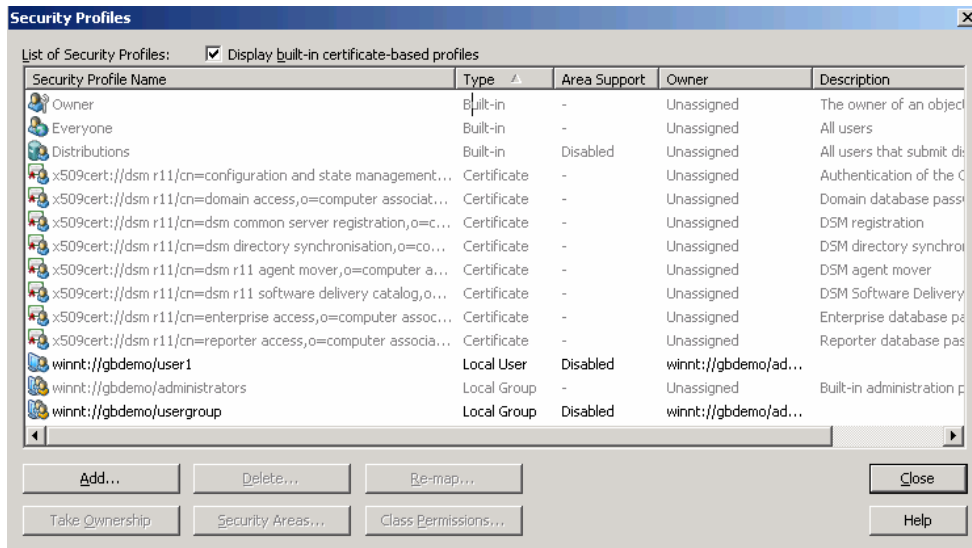 Security Profiles
List of Security Profiles: Display built-in certificate-based profiles
Security Profile Name Type Area Support Owner Description
Owner Built-in - Unassigned The owner of an object
Everyone Built-in - Unassigned All users
Distributions Built-in Disabled Unassigned All users that submit dis
x509cert://dsm r11/cn=configuration and state management... Certificate - Unassigned Authentication of the C
x509cert://dsm r11/cn=domain access,o=computer associat... Certificate - Unassigned Domain database pass
x509cert://dsm r11/cn=dsm common server registration,o=c... Certificate - Unassigned DSM registration
x509cert://dsm r11/cn=dsm directory synchronisation,o=co... Certificate - Unassigned DSM directory synchro
x509cert://dsm r11/cn=dsm r11 agent mover,o=computer a... Certificate - Unassigned DSM agent mover
x509cert://dsm r11/cn=dsm r11 software delivery catalog,o... Certificate - Unassigned DSM Software Delivery
x509cert://dsm r11/cn=enterprise access,o=computer assoc... Certificate - Unassigned Enterprise database pa
x509cert://dsm r11/cn=reporter access,o=computer associa... Certificate - Unassigned Reporter database pas
winnt://gbdemo/user1 Local User Disabled winnt://gbdemo/ad...
winnt://gbdemo/administrators Local Group - Unassigned Built-in administration p
winnt://gbdemo/usergroup Local Group Disabled winnt://gbdemo/ad...
Add... Delete... Re-map... Close
Take Ownership Security Areas... Class Permissions... Help